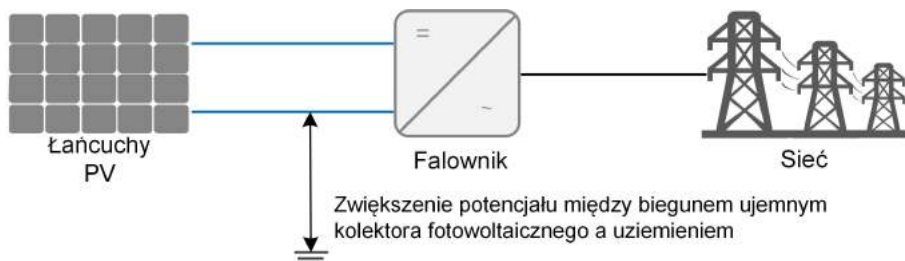 Łańcuchy
PV
=
~
Falownik
Sieć
Zwiększenie potencjału między biegunem ujemnym
kolektora fotowoltaicznego a uziemieniem